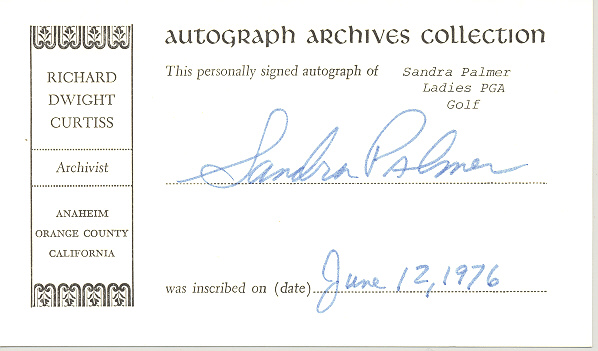 RICHARD
DWIGHT
CURTISS
Archivist
ANAHEIM
ORANGE COUNTY
CALIFORNIA
autograph archives collection
This personally signed autograph of Sandra Palmer
Ladies PGA
Golf
Sandra Palmer
was inscribed on (date) June 12, 1976